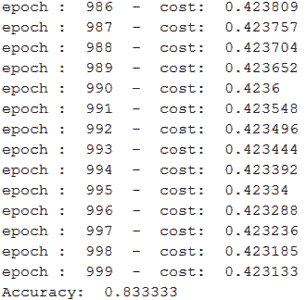 epoch :  986  -  cost:  0.423809
epoch :  987  -  cost:  0.423757
epoch :  988  -  cost:  0.423704
epoch :  989  -  cost:  0.423652
epoch :  990  -  cost:  0.4236
epoch :  991  -  cost:  0.423548
epoch :  992  -  cost:  0.423496
epoch :  993  -  cost:  0.423444
epoch :  994  -  cost:  0.423392
epoch :  995  -  cost:  0.42334
epoch :  996  -  cost:  0.423288
epoch :  997  -  cost:  0.423236
epoch :  998  -  cost:  0.423185
epoch :  999  -  cost:  0.423133
Accuracy:  0.833333